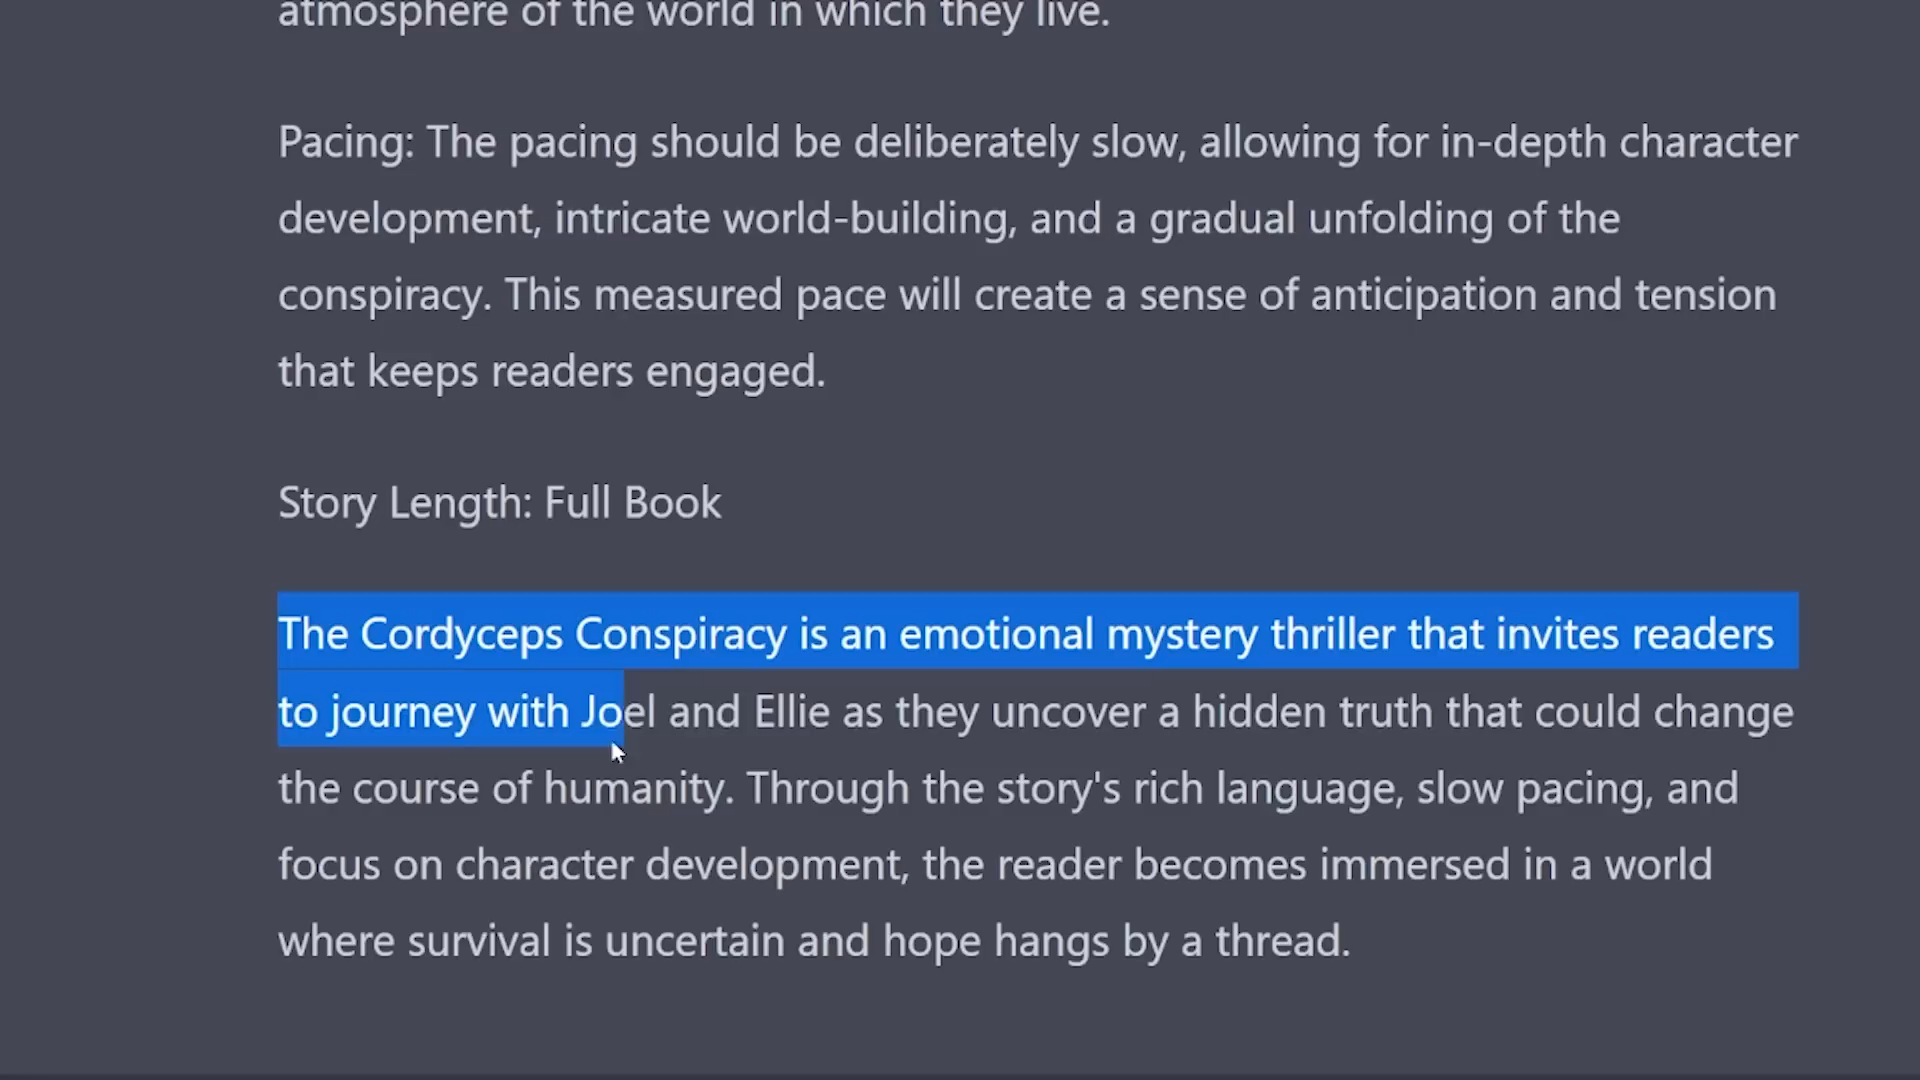 atmosphere of the world in which they live.
Pacing: The pacing should be deliberately slow, allowing for in-depth character
development, intricate world-building, and a gradual unfolding of the
conspiracy. This measured pace will create a sense of anticipation and tension
that keeps readers engaged.
Story Length: Full Book
The Cordyceps Conspiracy is an emotional mystery thriller that invites readers
to journey with Joel and Ellie as they uncover a hidden truth that could change
the course of humanity. Through the story's rich language, slow pacing, and
focus on character development, the reader becomes immersed in a world
where survival is uncertain and hope hangs by a thread.